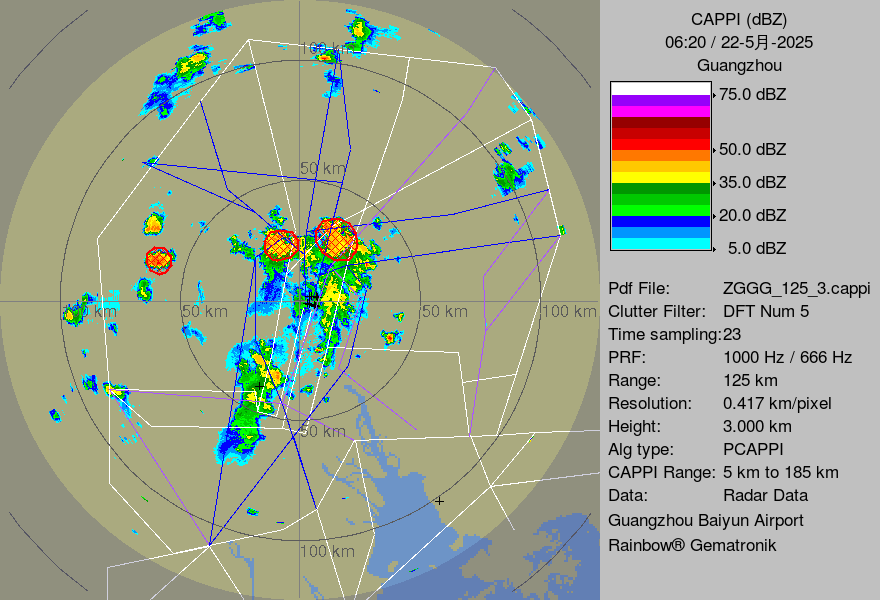 CAPPI (dBZ)
06:20 / 22-5月-2025
Guangzhou
75.0 dBZ
50.0 dBZ
35.0 dBZ
20.0 dBZ
5.0 dBZ
Pdf File: ZGGG_125_3.cappi
Clutter Filter: DFT Num 5
Time sampling:23
PRF: 1000 Hz / 666 Hz
Range: 125 km
Resolution: 0.417 km/pixel
Height: 3.000 km
Alg type: PCAPPI
CAPPI Range: 5 km to 185 km
Data: Radar Data
Guangzhou Baiyun Airport
Rainbow® Gematronik
100 km
50 km
km
50 km
50 km
100 km
50 km
100 km